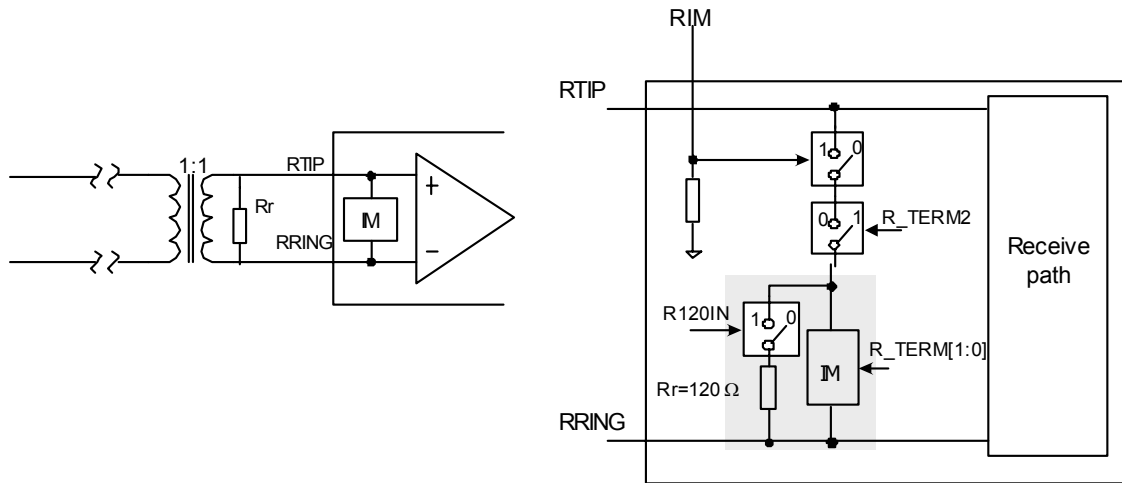 1:1
RTIP
Rr
IM
RRING
+
−
RIM
RTIP
1 0
0 1
R_TERM2
Receive
path
R120IN
1 0
IM
R_TERM[1:0]
Rr=120 Ω
RRING